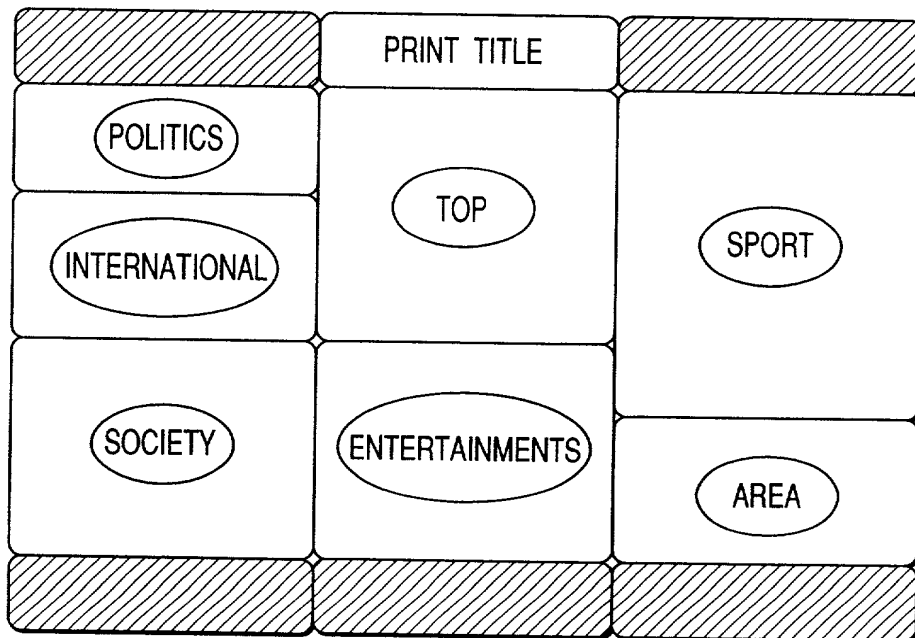 PRINT TITLE
POLITICS
INTERNATIONAL
SOCIETY
TOP
ENTERTAINMENTS
SPORT
AREA